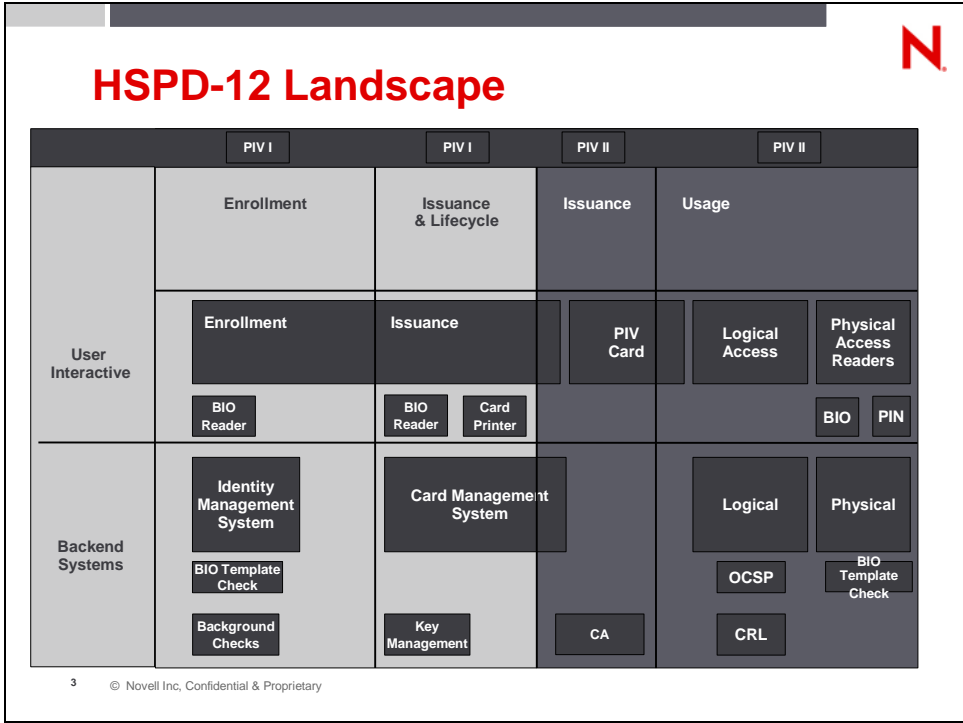 N
HSPD-12 Landscape
PIV I
PIV I
PIV II
PIV II
Enrollment
Issuance
& Lifecycle
Issuance
Usage
User
Interactive
Enrollment
Issuance
PIV
Card
Logical
Access
Physical
Access
Readers
BIO
Reader
BIO
Reader
Card
Printer
BIO
PIN
Backend
Systems
Identity
Management
System
Card Management
System
Logical
Physical
BIO Template
Check
OCSP
BIO
Template
Check
Background
Checks
Key
Management
CA
CRL
3 © Novell Inc, Confidential & Proprietary